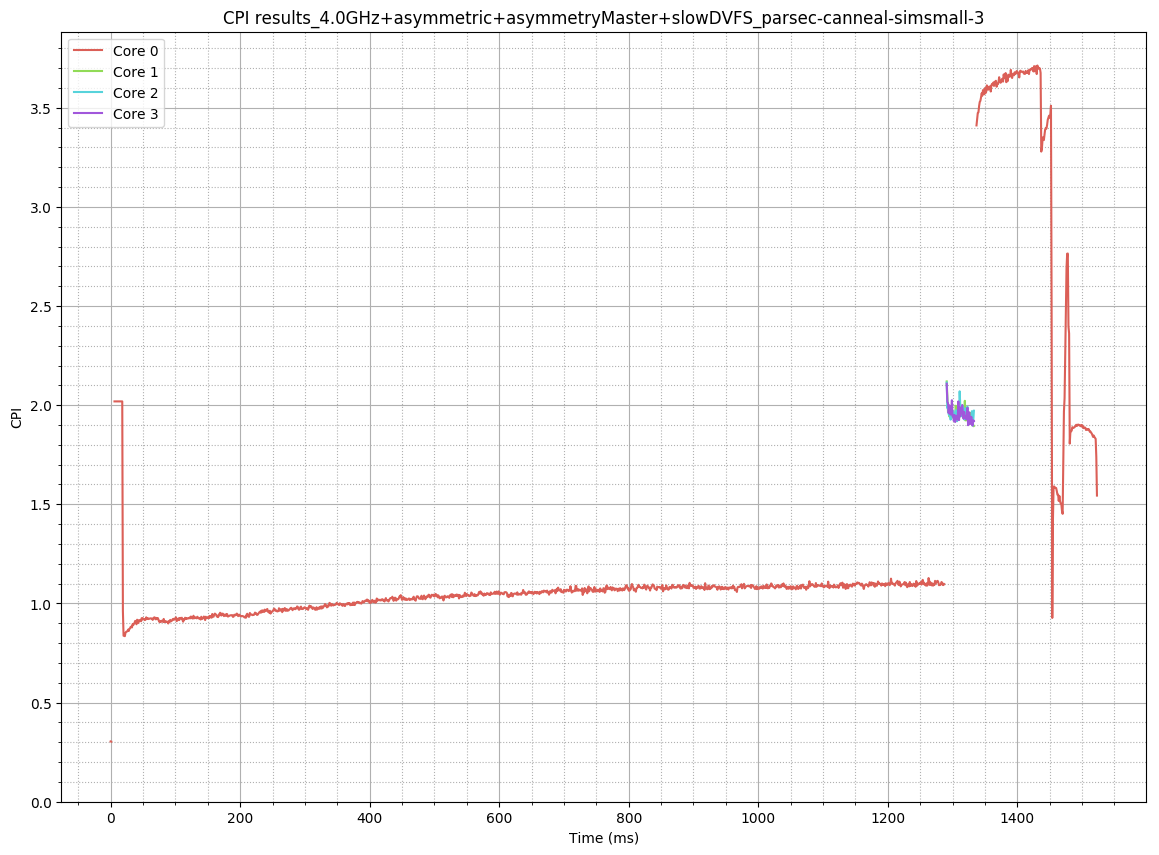 CPI results_4.0GHz+asymmetric+asymmetryMaster+slowDVFS_parsec-canneal-simsmall-3
Core 0
Core 1
Core 2
Core 3
3.5
3.0
2.5
2.0
1.5
1.0
0.5
0.0
CPI
0 200 400 600 800 1000 1200 1400
Time (ms)